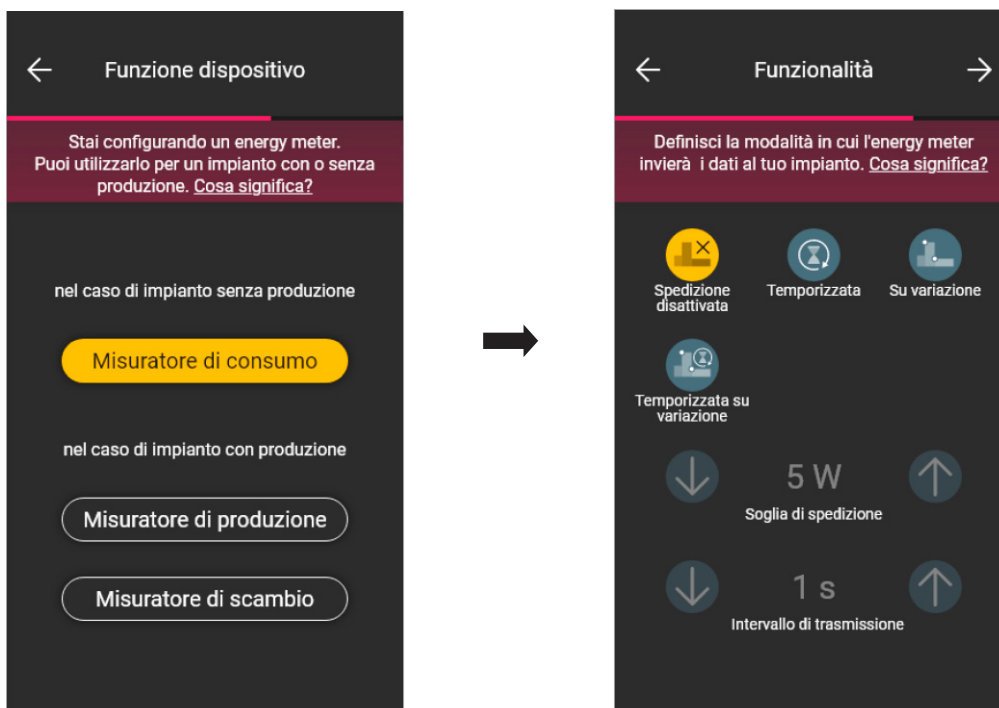 Funzione dispositivo
Stai configurando un energy meter.
Puoi utilizzarlo per un impianto con o senza
produzione. Cosa significa?
nel caso di impianto senza produzione
Misuratore di consumo
nel caso di impianto con produzione
Misuratore di produzione
Misuratore di scambio
Funzionalità
Definisci la modalità in cui l'energy meter
invierà i dati al tuo impianto. Cosa significa?
Spedizione
disattivata
Temporizzata
Su variazione
Temporizzata su
variazione
5 W
Soglia di spedizione
1 s
Intervallo di trasmissione